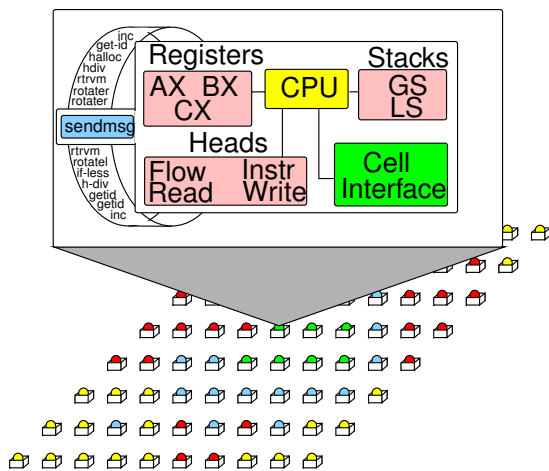 inc
get-id
halloc
hdiv
rtrvm
rotater
rotater
sendmsg
rtrvm
rotatel
if-less
h-div
getid
getid
inc
Registers
AX BX
CX
CPU
Stacks
GS
LS
Heads
Flow Instr
Read Write
Cell
Interface